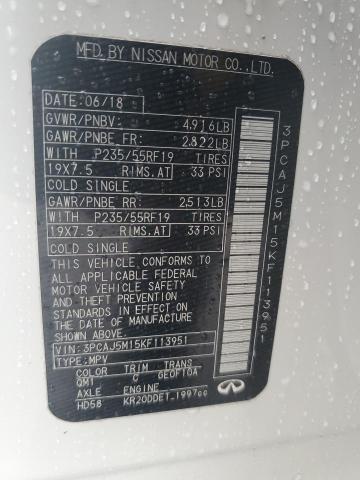 MFD. BY NISSAN MOTOR CO.,LTD.
DATE: 06/18
GVWR/PNBV: 4,916LB
GAWR/PNBE FR: 2,822LB
WITH P235/55RF19 TIRES
19X7.5 RIMS.AT 33 PSI
COLD SINGLE
GAWR/PNBE RR: 2,513LB
WITH P235/55RF19 TIRES
19X7.5 RIMS.AT 33 PSI
COLD SINGLE
THIS VEHICLE CONFORMS TO
ALL APPLICABLE FEDERAL
MOTOR VEHICLE SAFETY
AND THEFT PREVENTION
STANDARDS IN EFFECT ON
THE DATE OF MANUFACTURE
SHOWN ABOVE.
VIN: 3PCAJ5M15KF113951
TYPE: MPV
COLOR TRIM TRANS
QM1 G GE0F10A
AXLE ENGINE
HD58 KR20DDET 1997cc
INFINITI
3PCAJ5M15KF113951